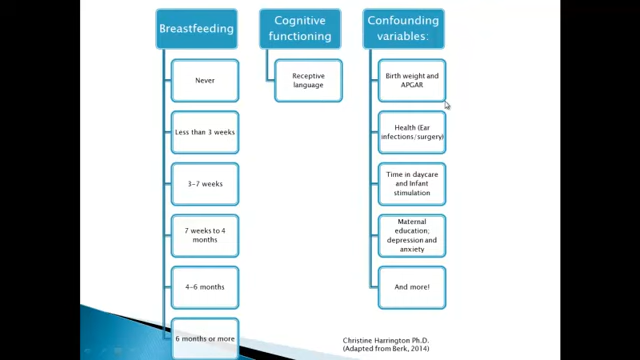 Breastfeeding
Never
Less than 3 weeks
3-7 weeks
7 weeks to 4
months
4-6 months
6 months or more
Cognitive
functioning
Receptive
language
Confounding
variables:
Birth weight and
APGAR
Health (Ear
infections/surgery)
Time in daycare
and Infant
stimulation
Maternal
education;
depression and
anxiety
And more!
Christine Harrington Ph.D.
(Adapted from Berk, 2014)